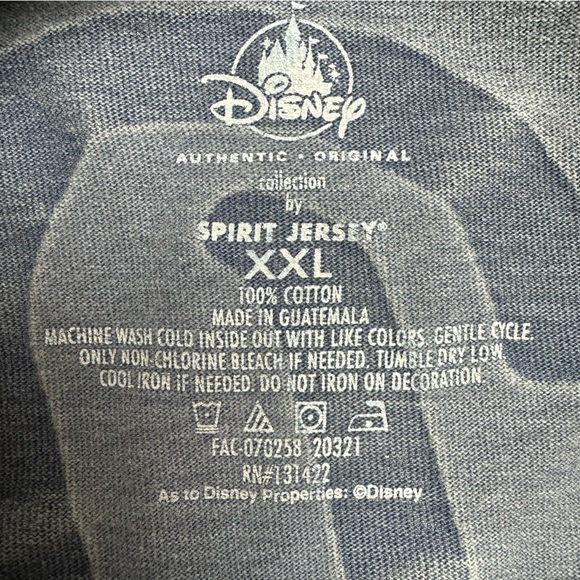 Disney
AUTHENTIC • ORIGINAL
collection
by
SPIRIT JERSEY®
XXL
100% COTTON
MADE IN GUATEMALA
MACHINE WASH COLD INSIDE OUT WITH LIKE COLORS. GENTLE CYCLE.
ONLY NON-CHLORINE BLEACH IF NEEDED. TUMBLE DRY LOW.
COOL IRON IF NEEDED. DO NOT IRON ON DECORATION.
FAC-070258 20321
RN#131422
As to Disney Properties: ©Disney